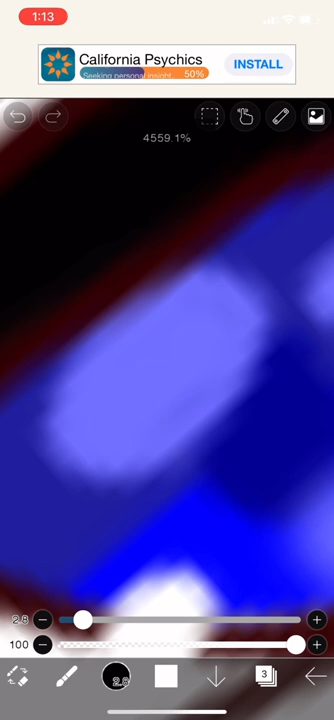 1:13
California Psychics
Seeking personal insight
50%
INSTALL
4559.1%
2.8
100
2.8
3